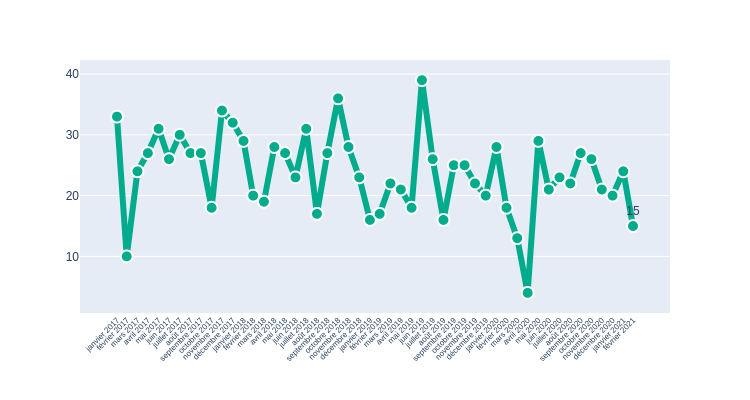 40
30
20
10
15
janvier 2017
février 2017
mars 2017
avril 2017
mai 2017
juin 2017
juillet 2017
août 2017
septembre 2017
octobre 2017
novembre 2017
décembre 2017
janvier 2018
février 2018
mars 2018
avril 2018
mai 2018
juin 2018
juillet 2018
août 2018
septembre 2018
octobre 2018
novembre 2018
décembre 2018
janvier 2019
février 2019
mars 2019
avril 2019
mai 2019
juin 2019
juillet 2019
août 2019
septembre 2019
octobre 2019
novembre 2019
décembre 2019
janvier 2020
février 2020
mars 2020
avril 2020
mai 2020
juin 2020
juillet 2020
août 2020
septembre 2020
octobre 2020
novembre 2020
décembre 2020
janvier 2021
février 2021